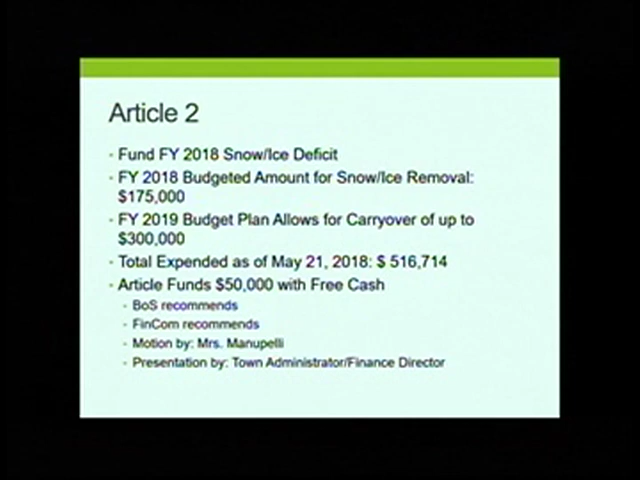 Article 2
· Fund FY 2018 Snow/Ice Deficit
· FY 2018 Budgeted Amount for Snow/Ice Removal:
$175,000
· FY 2019 Budget Plan Allows for Carryover of up to
$300,000
· Total Expended as of May 21, 2018: $ 516,714
· Article Funds $50,000 with Free Cash
· BoS recommends
· FinCom recommends
· Motion by: Mrs. Manupelli
· Presentation by: Town Administrator/Finance Director